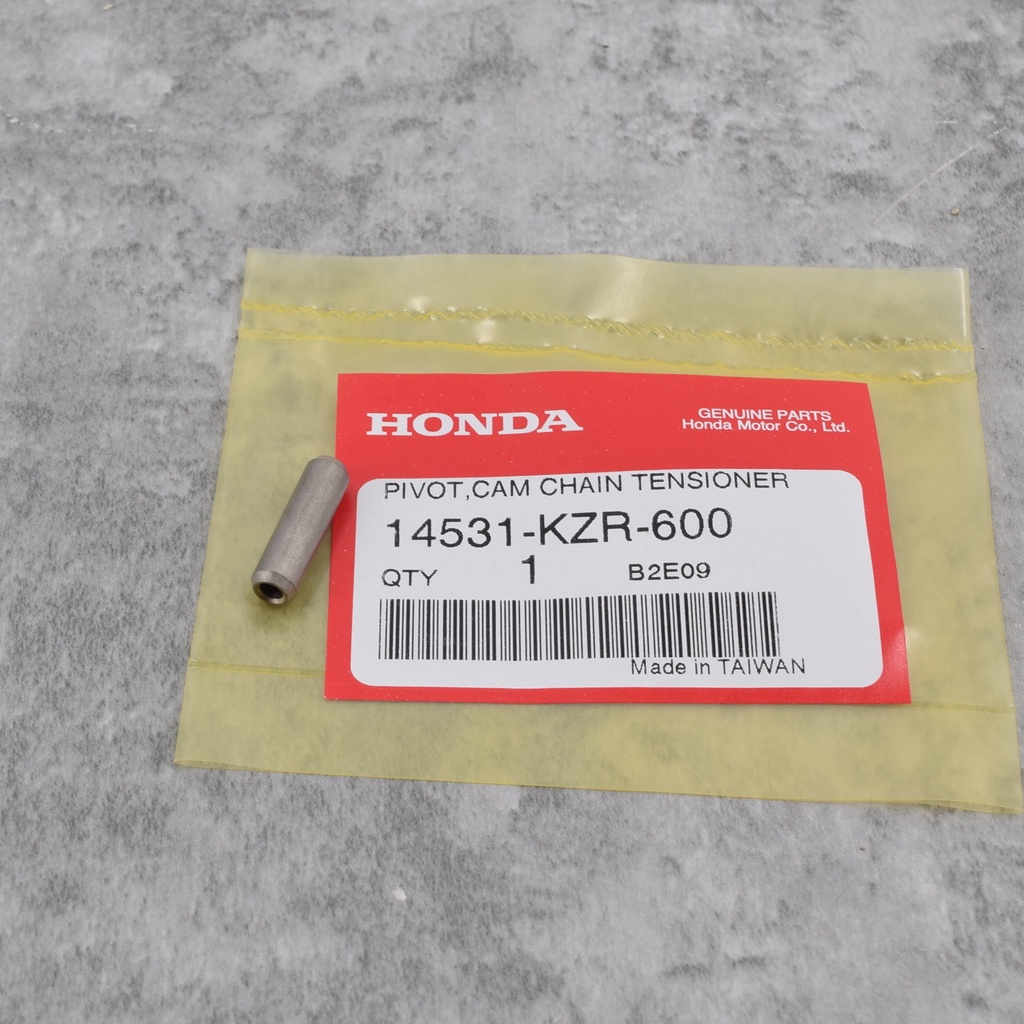 HONDA
GENUINE PARTS
Honda Motor Co., Ltd.
PIVOT,CAM CHAIN TENSIONER
14531-KZR-600
QTY 1 B2E09
Made in TAIWAN